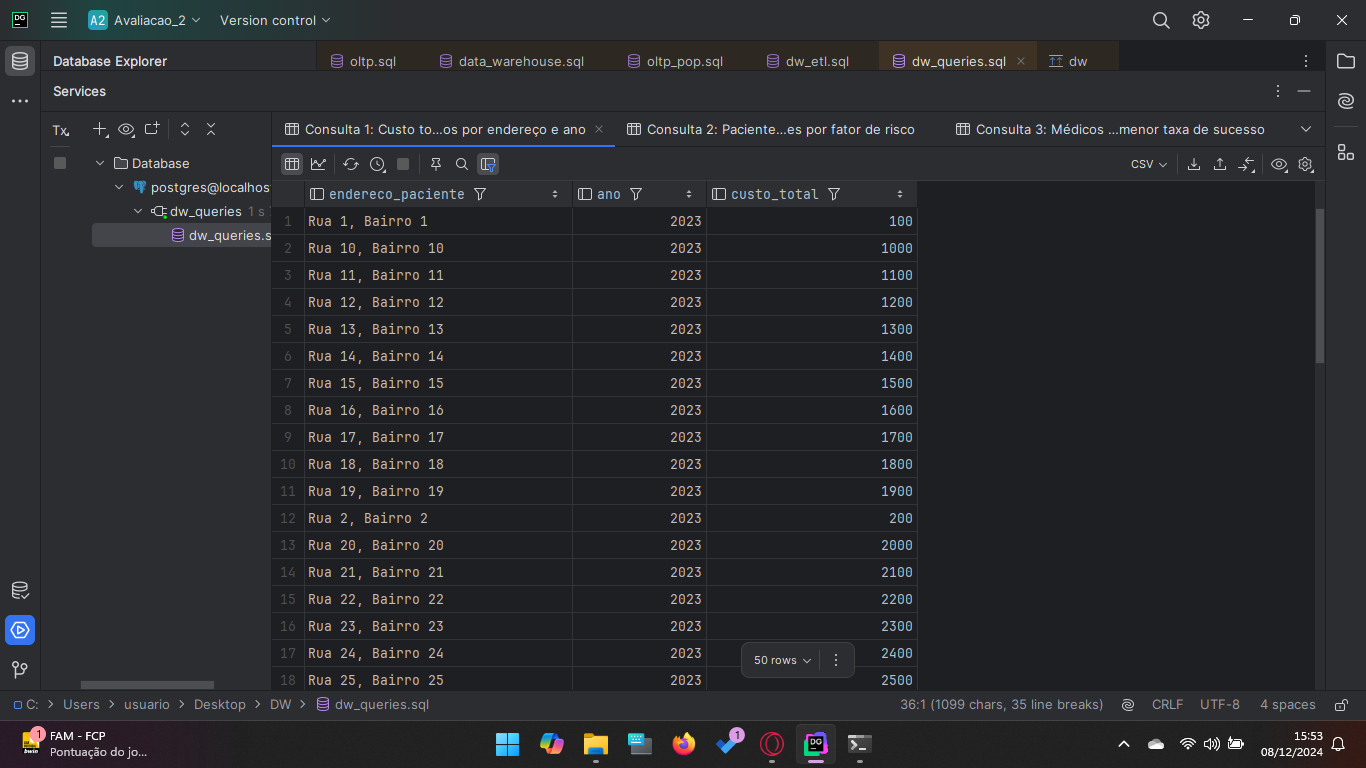 DG
A2 Avaliacao_2 Version control
Database Explorer
oltp.sql
data_warehouse.sql
oltp_pop.sql
dw_etl.sql
dw_queries.sql
dw
Services
Tx
Database
postgres@localhos
dw_queries 1 s
dw_queries.s
Consulta 1: Custo to...os por endereço e ano
Consulta 2: Paciente...es por fator de risco
Consulta 3: Médicos ...menor taxa de sucesso
CSV
endereco_paciente ano custo_total
1 Rua 1, Bairro 1 2023 100
2 Rua 10, Bairro 10 2023 1000
3 Rua 11, Bairro 11 2023 1100
4 Rua 12, Bairro 12 2023 1200
5 Rua 13, Bairro 13 2023 1300
6 Rua 14, Bairro 14 2023 1400
7 Rua 15, Bairro 15 2023 1500
8 Rua 16, Bairro 16 2023 1600
9 Rua 17, Bairro 17 2023 1700
10 Rua 18, Bairro 18 2023 1800
11 Rua 19, Bairro 19 2023 1900
12 Rua 2, Bairro 2 2023 200
13 Rua 20, Bairro 20 2023 2000
14 Rua 21, Bairro 21 2023 2100
15 Rua 22, Bairro 22 2023 2200
16 Rua 23, Bairro 23 2023 2300
17 Rua 24, Bairro 24 2023 2400
18 Rua 25, Bairro 25 2023 2500
50 rows
C: Users usuario Desktop DW dw_queries.sql
36:1 (1099 chars, 35 line breaks) CRLF UTF-8 4 spaces
1
bwin
FAM - FCP
Pontuação do jo...
1
DG
15:53
08/12/2024